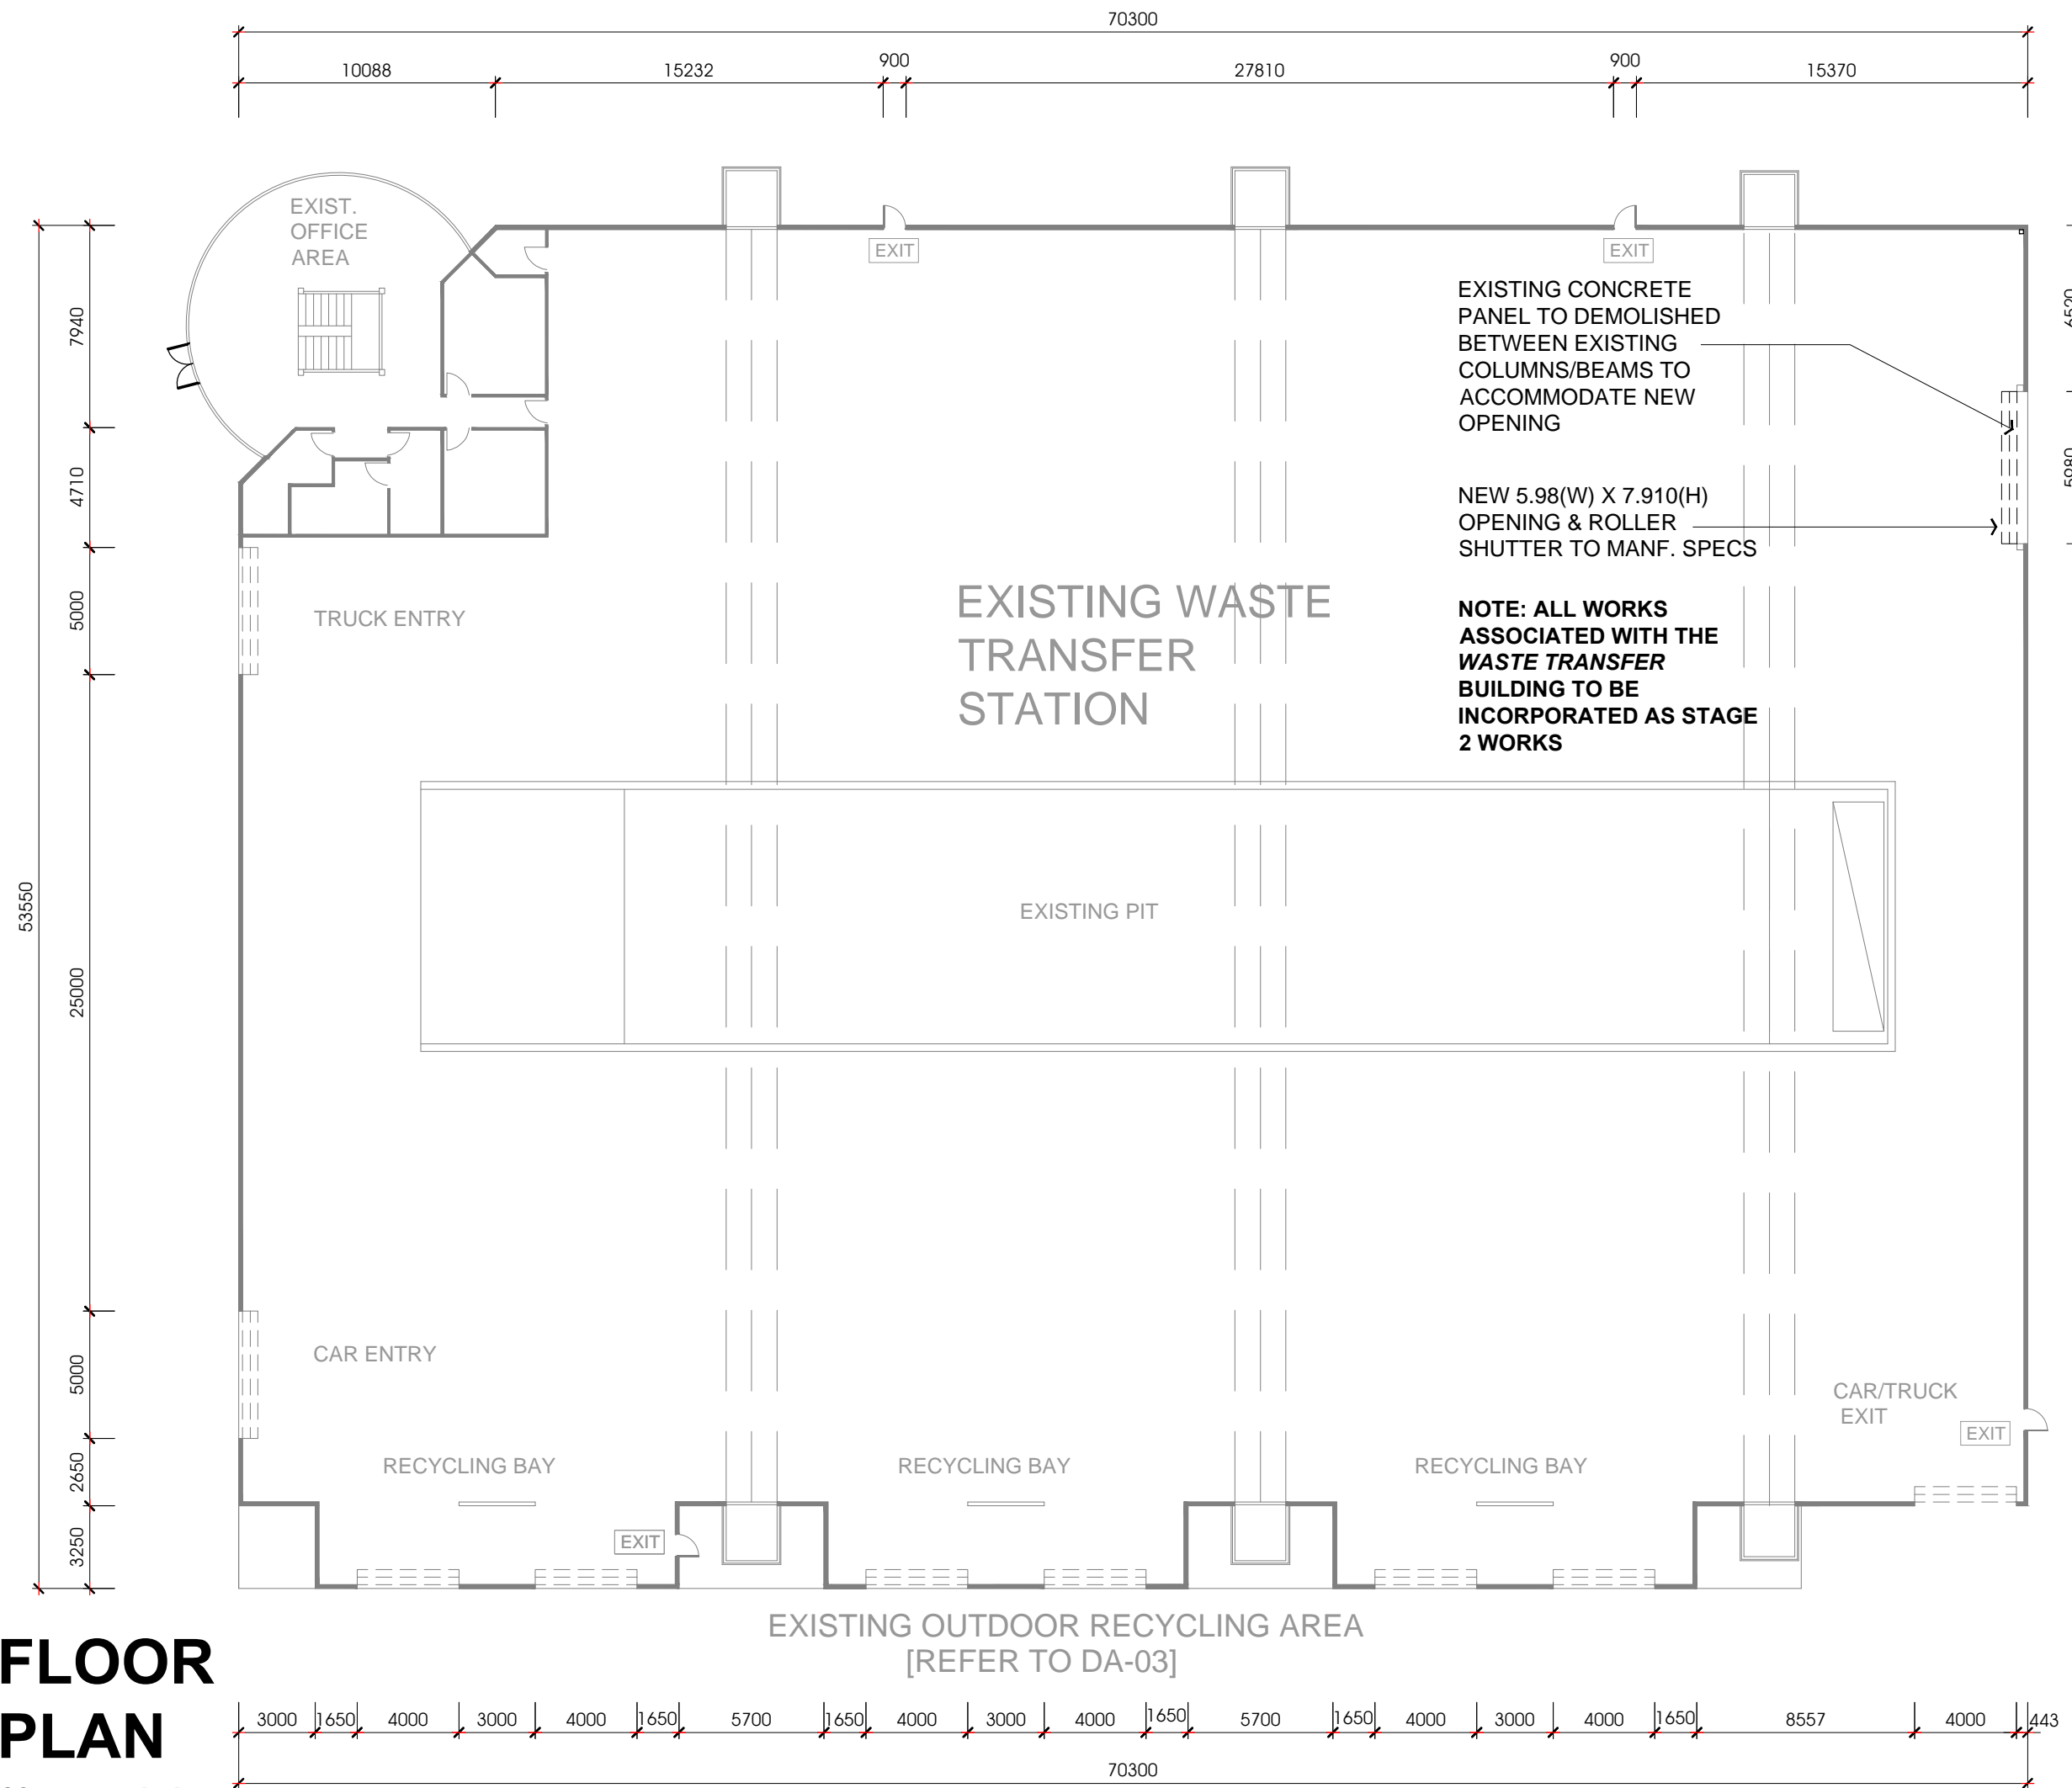 70300
10088 15232 900 27810 900 15370
EXIST.
OFFICE
AREA
EXIT
EXIT
EXISTING CONCRETE
PANEL TO DEMOLISHED
BETWEEN EXISTING
COLUMNS/BEAMS TO
ACCOMMODATE NEW
OPENING
NEW 5.98(W) X 7.910(H)
OPENING & ROLLER
SHUTTER TO MANF. SPECS
NOTE: ALL WORKS
ASSOCIATED WITH THE
WASTE TRANSFER
BUILDING TO BE
INCORPORATED AS STAGE
2 WORKS
6520
5980
53550
7940
4710
5000
25000
5000
2650
3250
TRUCK ENTRY
EXISTING WASTE
TRANSFER
STATION
EXISTING PIT
CAR ENTRY
CAR/TRUCK
EXIT
EXIT
RECYCLING BAY
RECYCLING BAY
RECYCLING BAY
EXIT
EXISTING OUTDOOR RECYCLING AREA
[REFER TO DA-03]
FLOOR
PLAN
3000 1650 4000 3000 4000 1650 5700 1650 4000 3000 4000 1650 5700 1650 4000 3000 4000 1650 8557 4000 443
70300